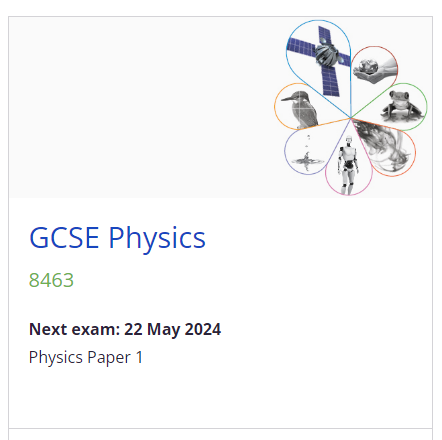 GCSE Physics
8463
Next exam: 22 May 2024
Physics Paper 1